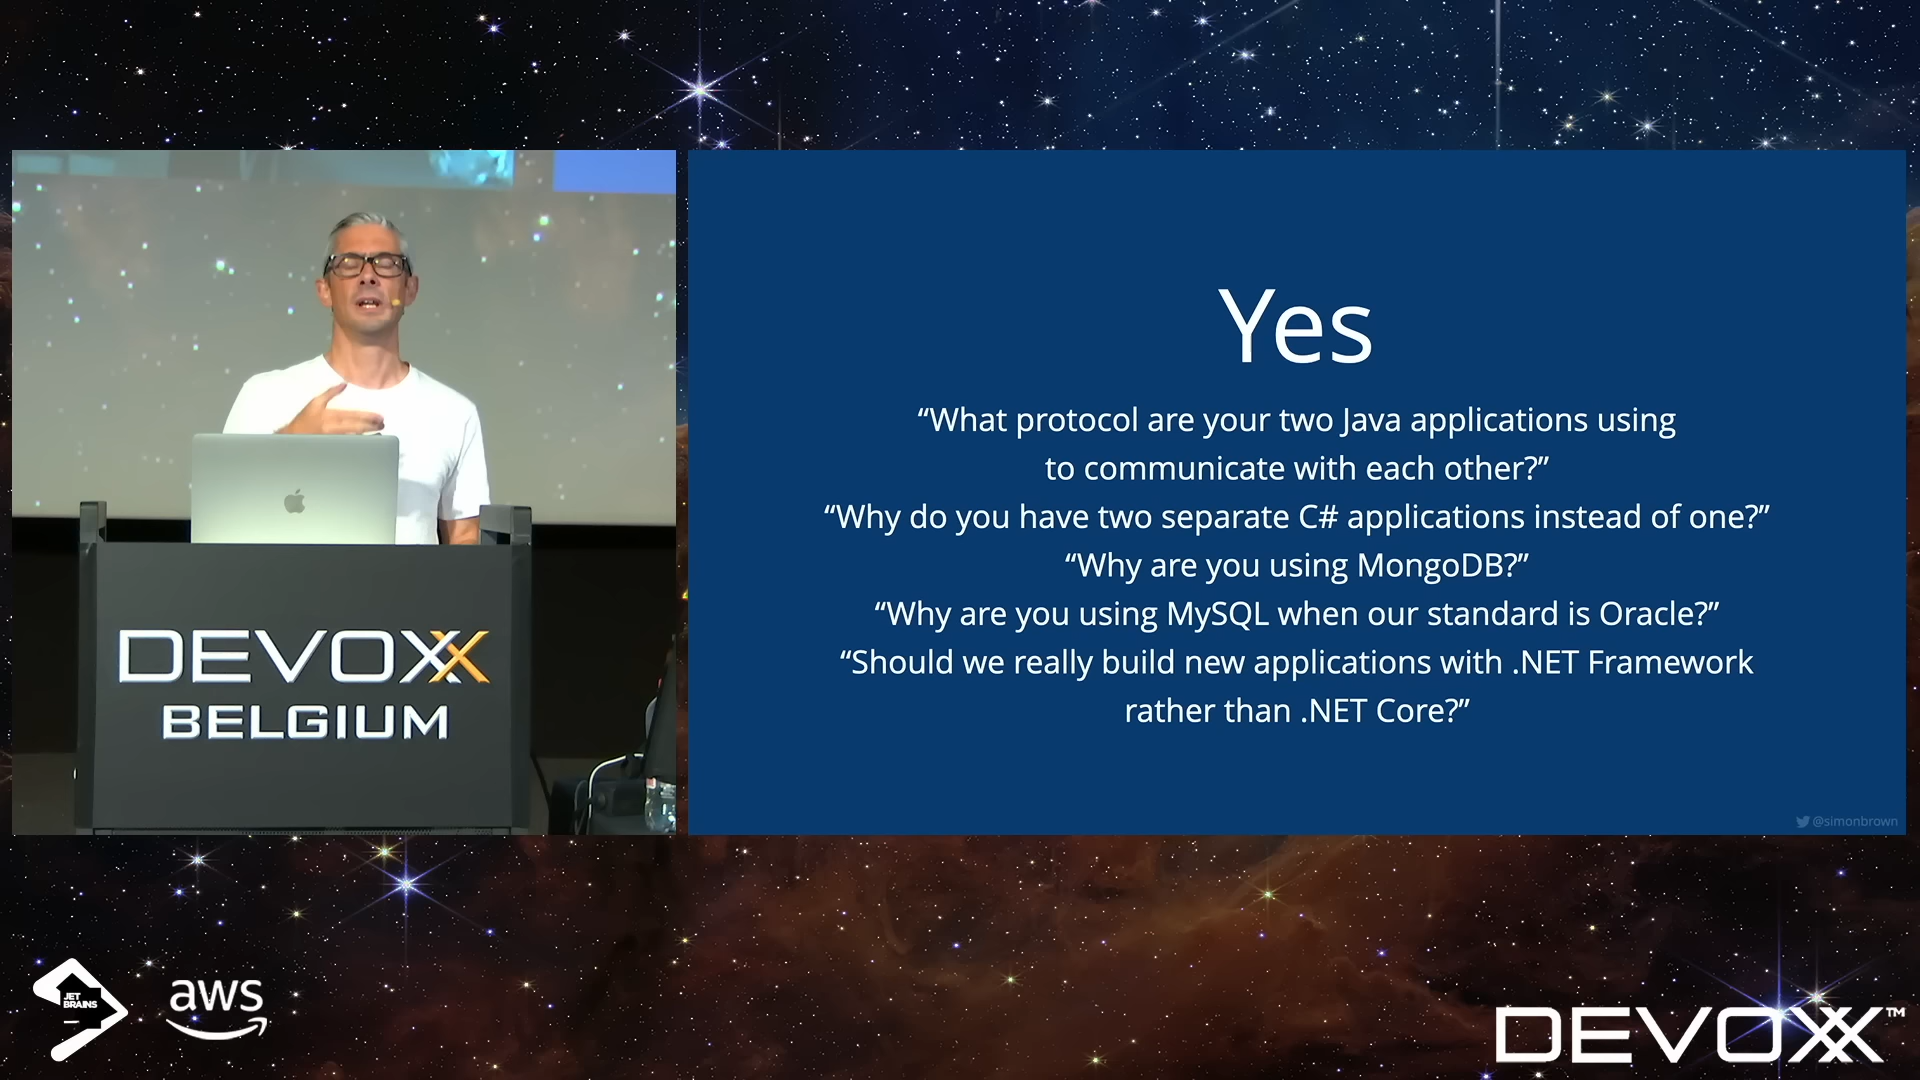 Yes
“What protocol are your two Java applications using
to communicate with each other?”
“Why do you have two separate C# applications instead of one?”
“Why are you using MongoDB?”
“Why are you using MySQL when our standard is Oracle?”
“Should we really build new applications with .NET Framework
rather than .NET Core?”
@simonbrown
DEVOXX
BELGIUM
JET
BRAINS
aws
DEVOXX™